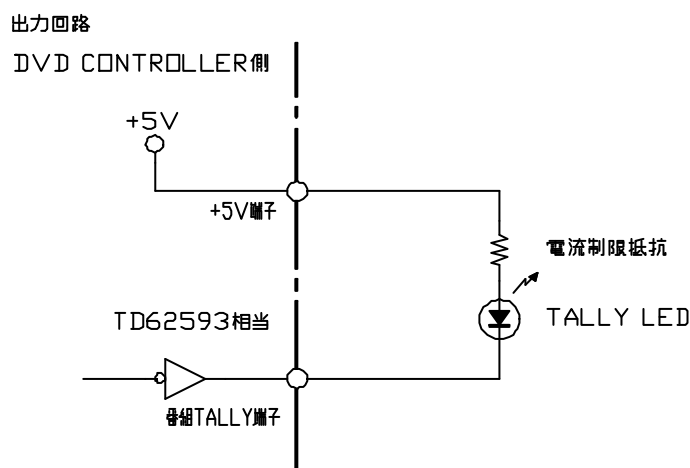 出力回路
DVD CONTROLLER側
+5V
+5V端子
電流制限抵抗
TD62593相当
TALLY LED
番組TALLY端子